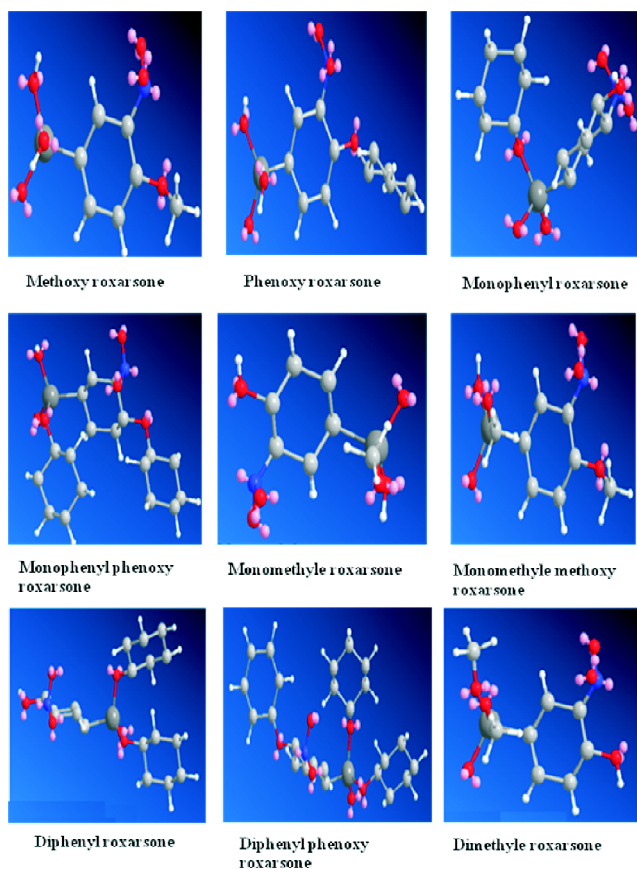 Methoxy roxarsone
Phenoxy roxarsone
Monophenyl roxarsone
Monophenyl phenoxy
roxarsone
Monomethyle roxarsone
Monomethyle methoxy
roxarsone
Diphenyl roxarsone
Diphenyl phenoxy
roxarsone
Dimethyle roxarsone